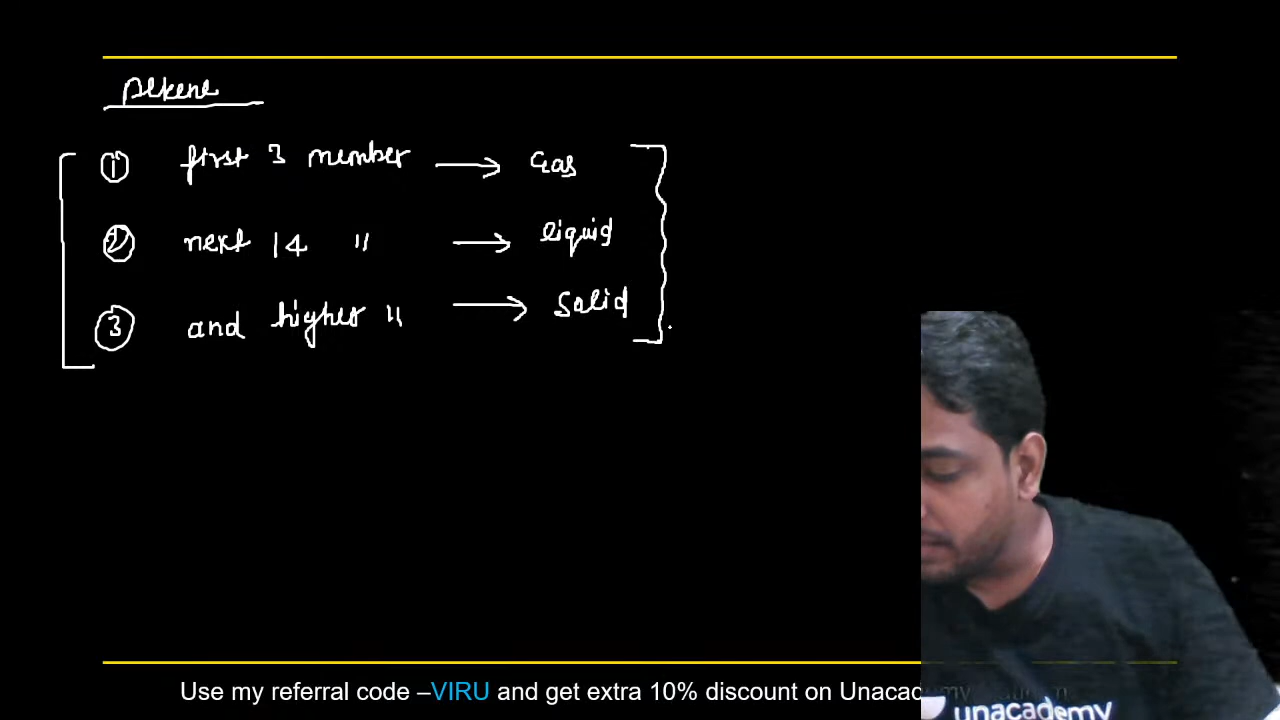 Alkene
① first 3 member → Gas
② next 14 " → liquid
③ and higher " → Solid
Use my referral code –VIRU and get extra 10% discount on Unacademy
unacademy